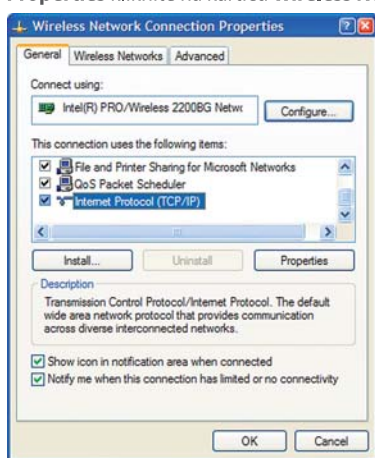 Wireless Network Connection Properties
General Wireless Networks Advanced
Connect using:
Intel(R) PRO/Wireless 2200BG Netwc
Configure...
This connection uses the following items:
File and Printer Sharing for Microsoft Networks
QoS Packet Scheduler
Internet Protocol (TCP/IP)
Install... Uninstall Properties
Description
Transmission Control Protocol/Internet Protocol. The default
wide area network protocol that provides communication
across diverse interconnected networks.
Show icon in notification area when connected
Notify me when this connection has limited or no connectivity
OK Cancel